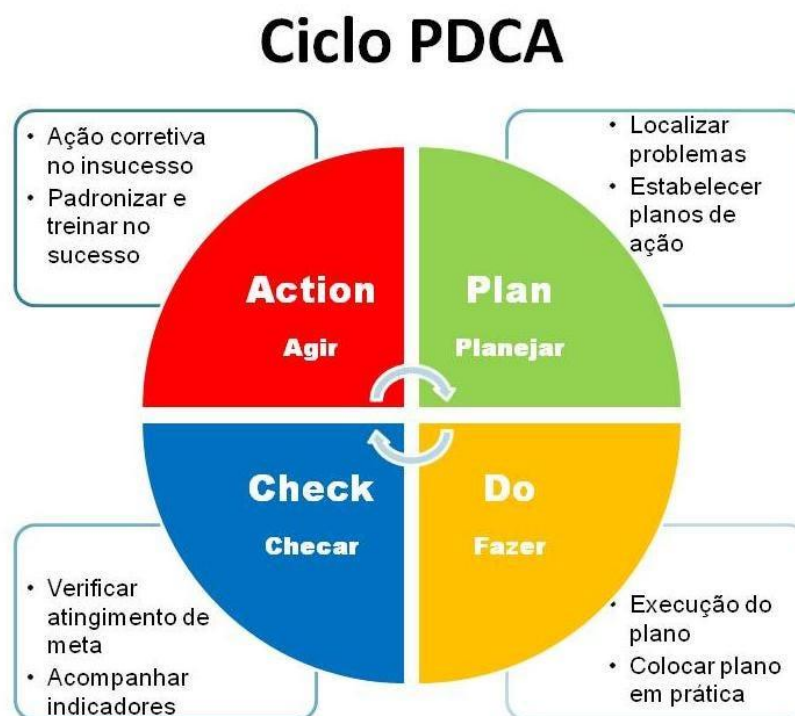 Ciclo PDCA
• Ação corretiva
no insucesso
• Padronizar e
treinar no
sucesso
• Localizar
problemas
• Estabelecer
planos de
ação
Action
Agir
Plan
Planejar
Check
Checar
Do
Fazer
• Verificar
atingimento de
meta
• Acompanhar
indicadores
• Execução do
plano
• Colocar plano
em prática